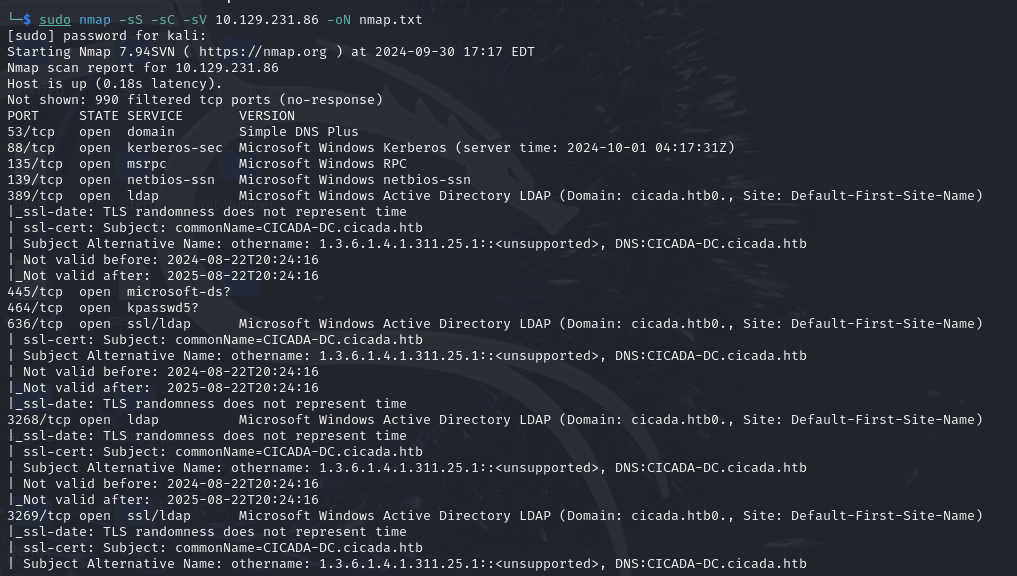 └─$ sudo nmap -sS -sC -sV 10.129.231.86 -oN nmap.txt
[sudo] password for kali:
Starting Nmap 7.94SVN ( https://nmap.org ) at 2024-09-30 17:17 EDT
Nmap scan report for 10.129.231.86
Host is up (0.18s latency).
Not shown: 990 filtered tcp ports (no-response)
PORT     STATE SERVICE       VERSION
53/tcp   open  domain        Simple DNS Plus
88/tcp   open  kerberos-sec  Microsoft Windows Kerberos (server time: 2024-10-01 04:17:31Z)
135/tcp  open  msrpc         Microsoft Windows RPC
139/tcp  open  netbios-ssn   Microsoft Windows netbios-ssn
389/tcp  open  ldap          Microsoft Windows Active Directory LDAP (Domain: cicada.htb0., Site: Default-First-Site-Name)
|_ssl-date: TLS randomness does not represent time
| ssl-cert: Subject: commonName=CICADA-DC.cicada.htb
| Subject Alternative Name: othername: 1.3.6.1.4.1.311.25.1::<unsupported>, DNS:CICADA-DC.cicada.htb
| Not valid before: 2024-08-22T20:24:16
|_Not valid after:  2025-08-22T20:24:16
445/tcp  open  microsoft-ds?
464/tcp  open  kpasswd5?
636/tcp  open  ssl/ldap      Microsoft Windows Active Directory LDAP (Domain: cicada.htb0., Site: Default-First-Site-Name)
| ssl-cert: Subject: commonName=CICADA-DC.cicada.htb
| Subject Alternative Name: othername: 1.3.6.1.4.1.311.25.1::<unsupported>, DNS:CICADA-DC.cicada.htb
| Not valid before: 2024-08-22T20:24:16
|_Not valid after:  2025-08-22T20:24:16
|_ssl-date: TLS randomness does not represent time
3268/tcp open  ldap          Microsoft Windows Active Directory LDAP (Domain: cicada.htb0., Site: Default-First-Site-Name)
|_ssl-date: TLS randomness does not represent time
| ssl-cert: Subject: commonName=CICADA-DC.cicada.htb
| Subject Alternative Name: othername: 1.3.6.1.4.1.311.25.1::<unsupported>, DNS:CICADA-DC.cicada.htb
| Not valid before: 2024-08-22T20:24:16
|_Not valid after:  2025-08-22T20:24:16
3269/tcp open  ssl/ldap      Microsoft Windows Active Directory LDAP (Domain: cicada.htb0., Site: Default-First-Site-Name)
|_ssl-date: TLS randomness does not represent time
| ssl-cert: Subject: commonName=CICADA-DC.cicada.htb
| Subject Alternative Name: othername: 1.3.6.1.4.1.311.25.1::<unsupported>, DNS:CICADA-DC.cicada.htb